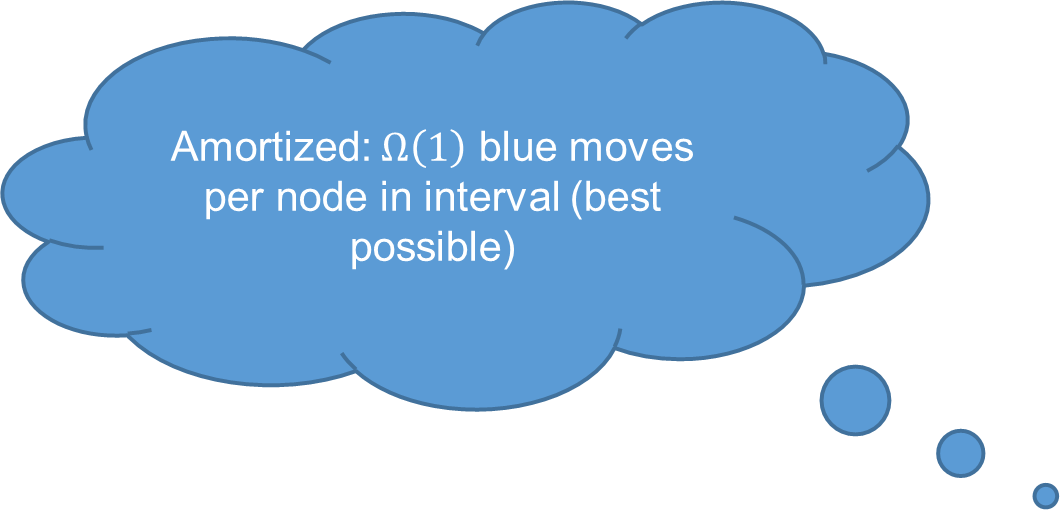 Amortized: Ω(1) blue moves
per node in interval (best
possible)